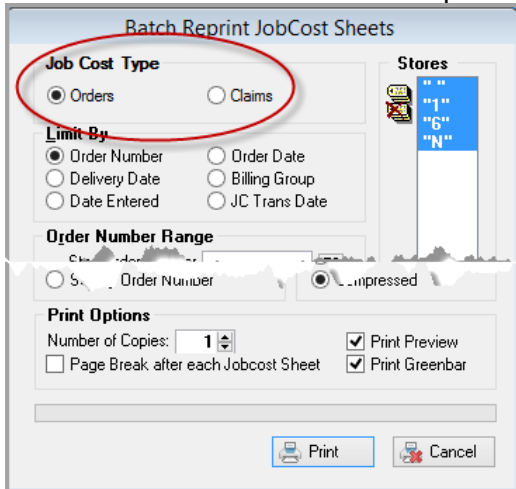 Batch Reprint JobCost Sheets
Job Cost Type
Orders Claims
Stores
" "
"1"
"6"
"N"
Limit By
Order Number Order Date
Delivery Date Billing Group
Date Entered JC Trans Date
Order Number Range
Order Number
Print Options
Number of Copies: 1 Print Preview
Page Break after each Jobcost Sheet Print Greenbar
Print Cancel